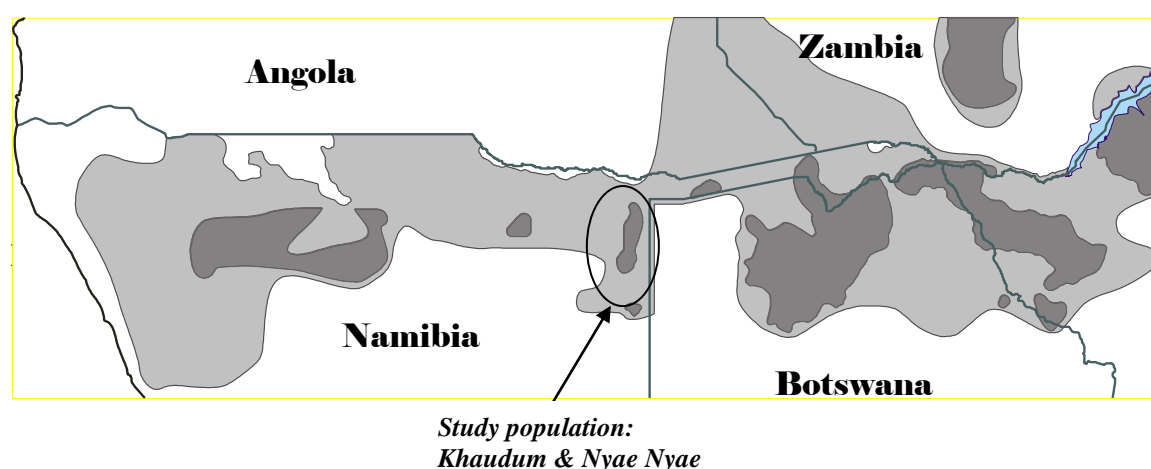 Zambia
Angola
Namibia
Botswana
Study population:
Khaudum & Nyae Nyae